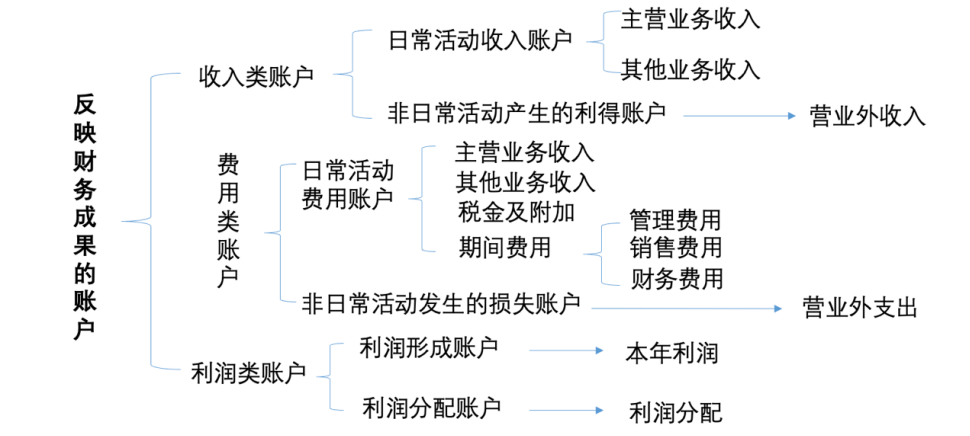 反映财务成果的账户
收入类账户
日常活动收入账户
主营业务收入
其他业务收入
非日常活动产生的利得账户
营业外收入
费用类账户
日常活动
费用账户
主营业务收入
其他业务收入
税金及附加
期间费用
管理费用
销售费用
财务费用
非日常活动发生的损失账户
营业外支出
利润类账户
利润形成账户
本年利润
利润分配账户
利润分配